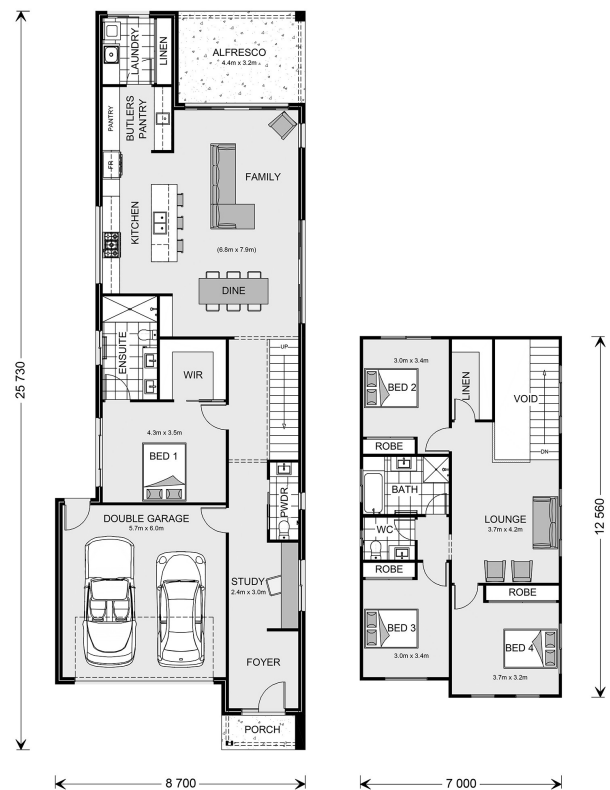 LAUNDRY
LINEN
ALFRESCO
4.4m x 3.2m
PANTRY
BUTLERS
PANTRY
FR
FAMILY
KITCHEN
(6.8m x 7.9m)
DINE
ENSUITE
UP
WIR
4.3m x 3.5m
BED 1
PWDR
DOUBLE GARAGE
5.7m x 6.0m
STUDY
2.4m x 3.0m
FOYER
PORCH
25 730
8 700
3.0m x 3.4m
BED 2
LINEN
VOID
DN
ROBE
BATH
WC
LOUNGE
3.7m x 4.2m
ROBE
ROBE
BED 3
3.0m x 3.4m
BED 4
3.7m x 3.2m
12 560
7 000